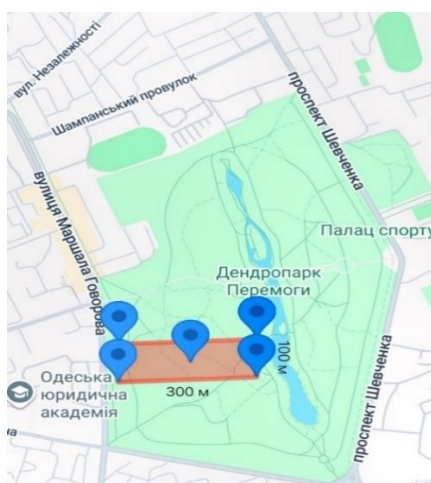 вул. Незалежності
Шампанський провулок
проспект Шевченка
вулиця Маршала Говорова
Палац спорту
Дендропарк
Перемоги
100 м
300 м
Одеська
юридична
академія
проспект Шевченка
на